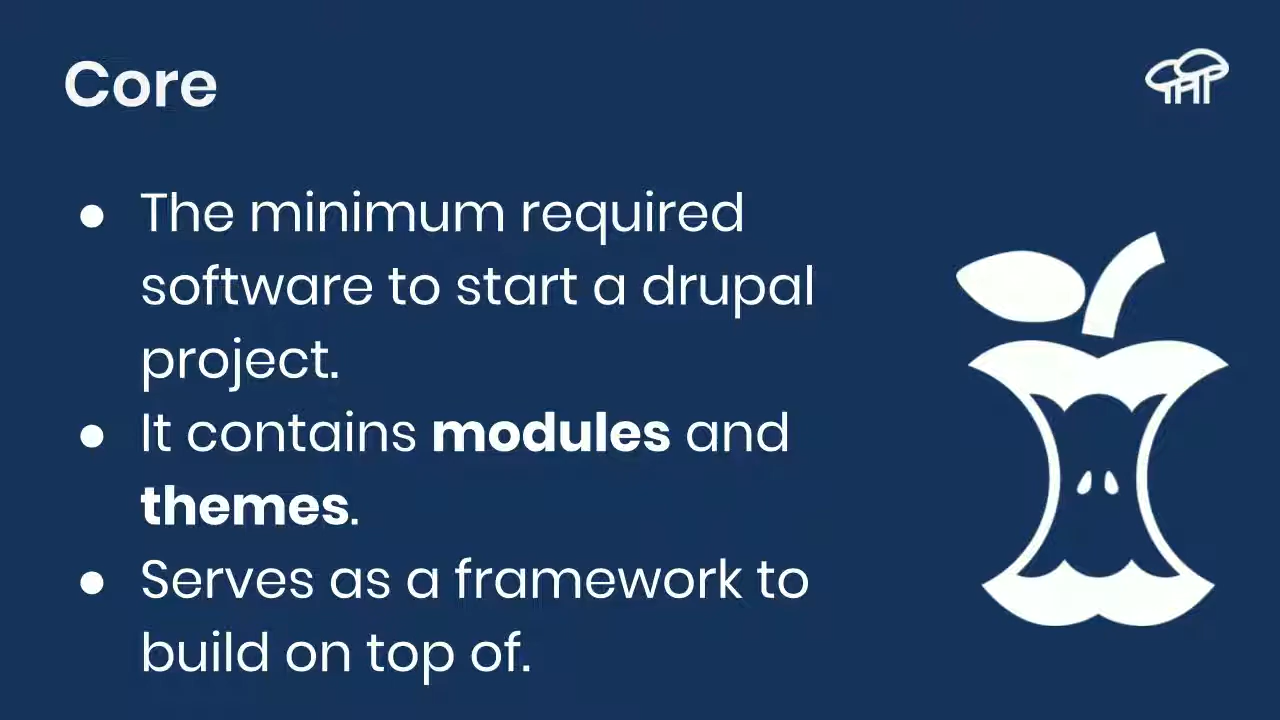 Core
● The minimum required
software to start a drupal
project.
● It contains modules and
themes.
● Serves as a framework to
build on top of.